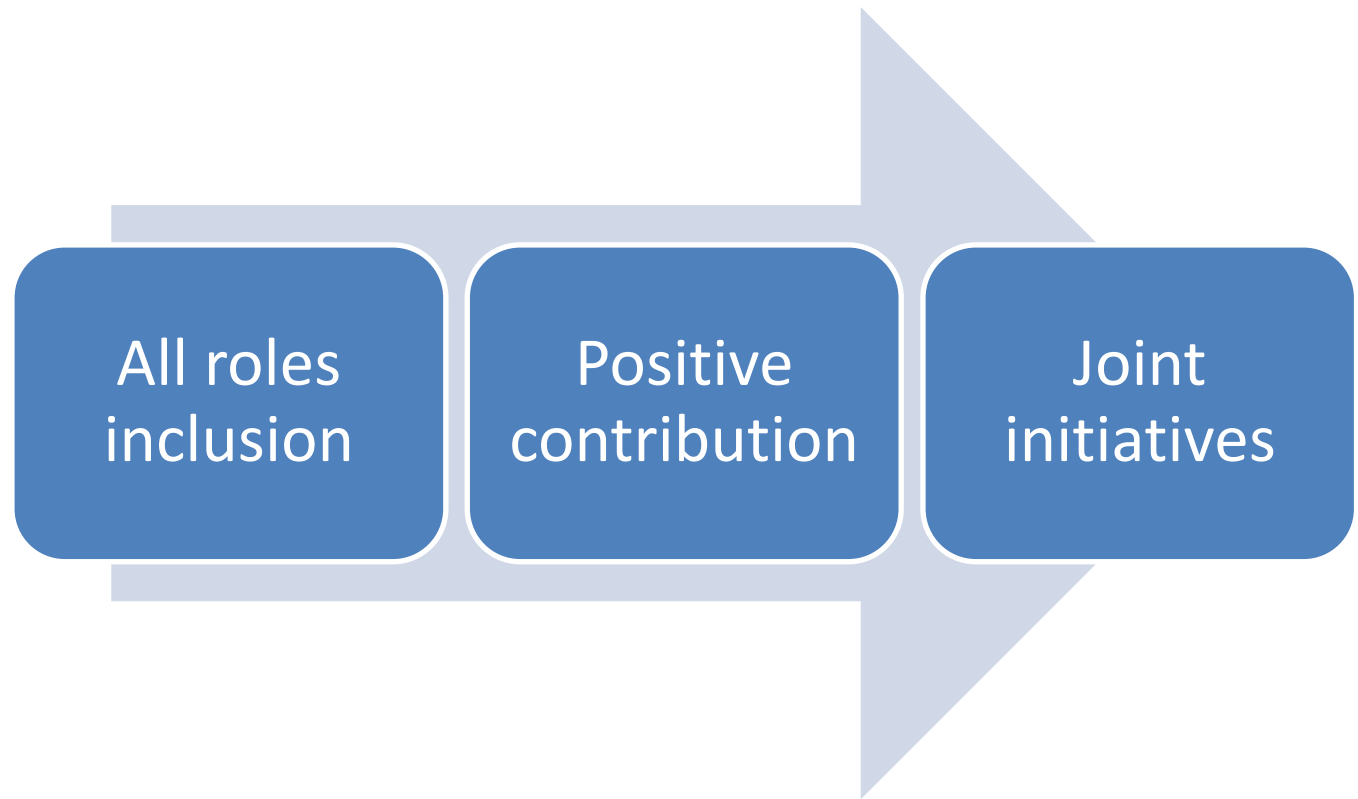 All roles
inclusion
Positive
contribution
Joint
initiatives